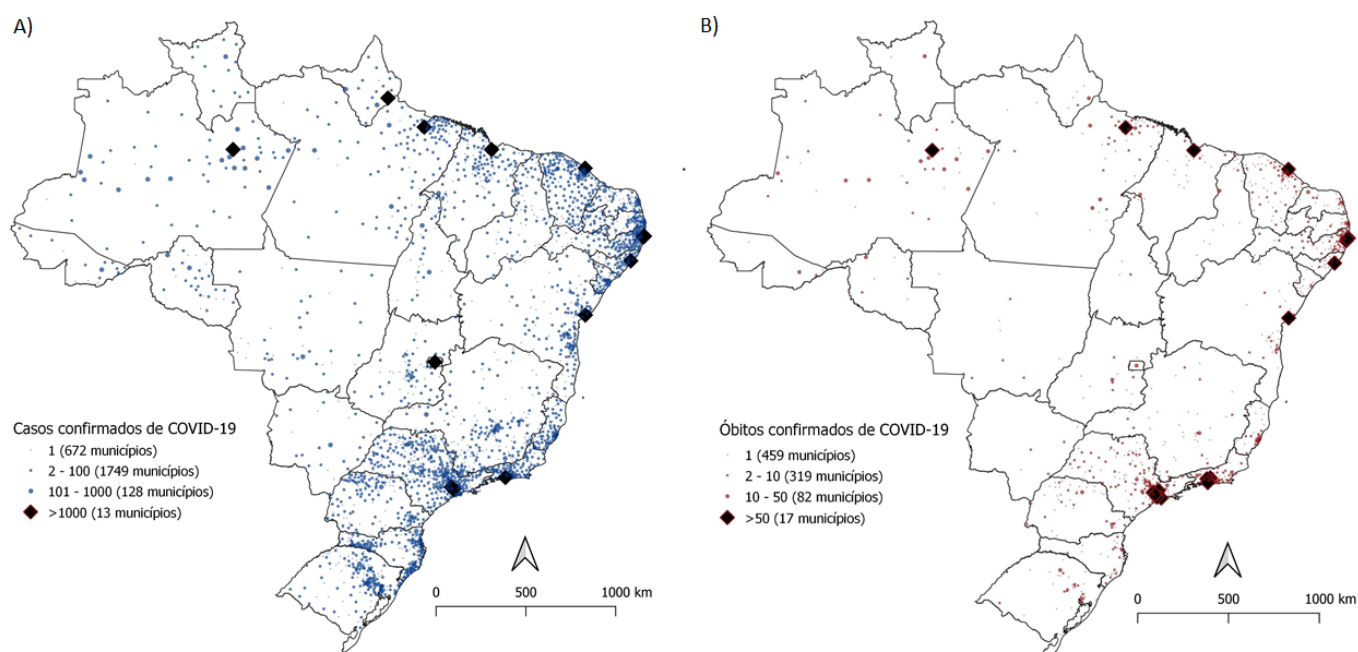 A)
Casos confirmados de COVID-19
1 (672 municípios)
2 - 100 (1749 municípios)
101 - 1000 (128 municípios)
>1000 (13 municípios)
0 500 1000 km
B)
Óbitos confirmados de COVID-19
1 (459 municípios)
2 - 10 (319 municípios)
10 - 50 (82 municípios)
>50 (17 municípios)
0 500 1000 km